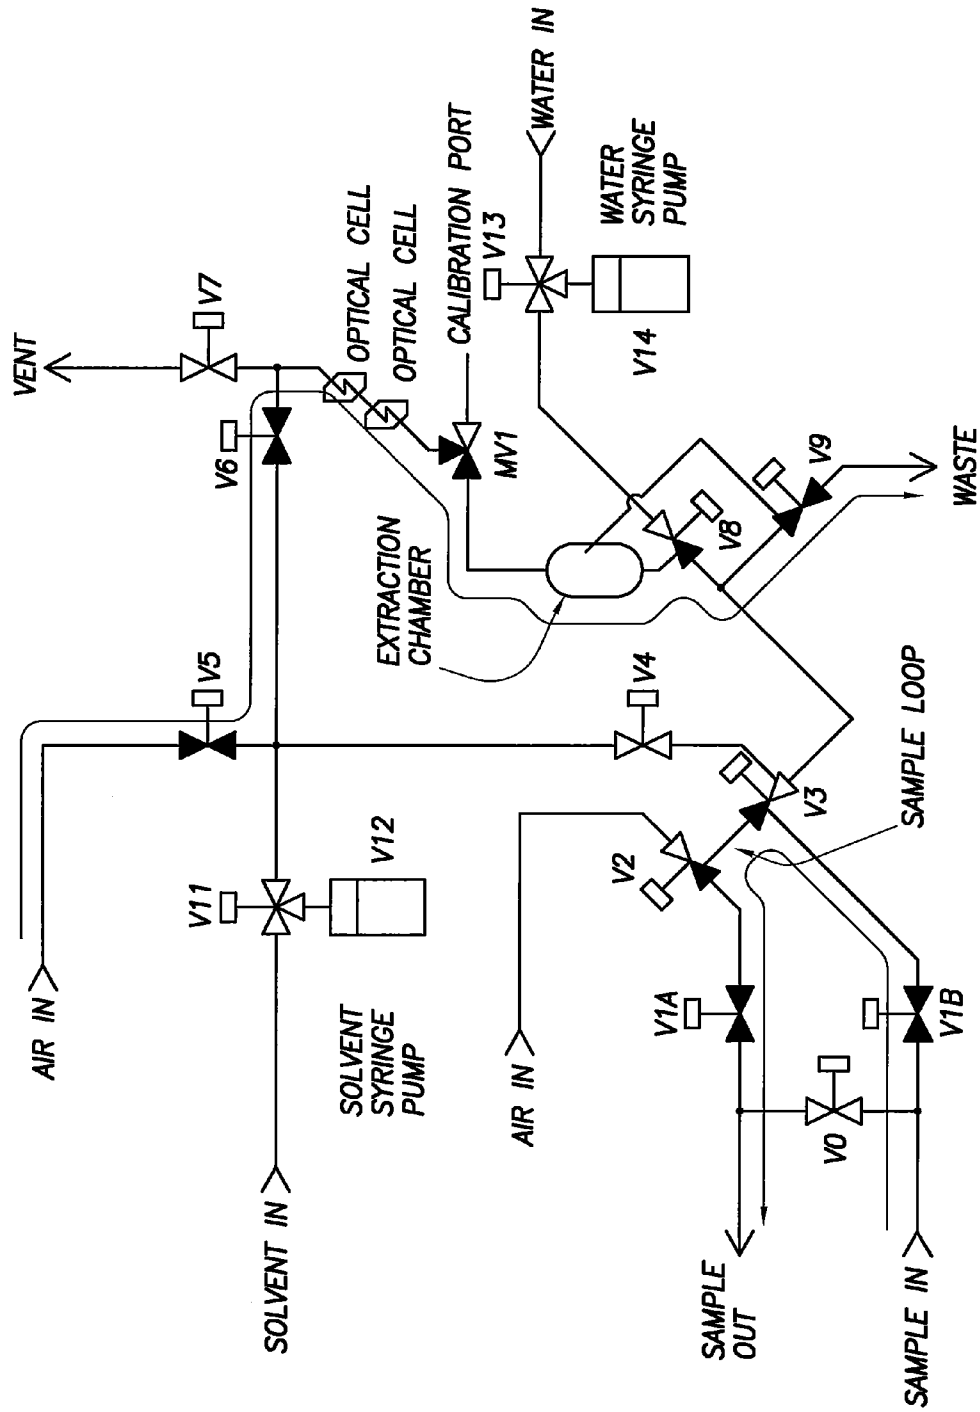 VENT
V7
AIR IN
V5
V6
OPTICAL CELL
OPTICAL CELL
V11
V12
SOLVENT
SYRINGE
PUMP
SOLVENT IN
EXTRACTION
CHAMBER
MV1
CALIBRATION PORT
V13
WATER IN
WATER
SYRINGE
PUMP
V14
AIR IN
V2
V4
V8
V9
V3
SAMPLE LOOP
WASTE
V1A
V0
V1B
SAMPLE
OUT
SAMPLE IN